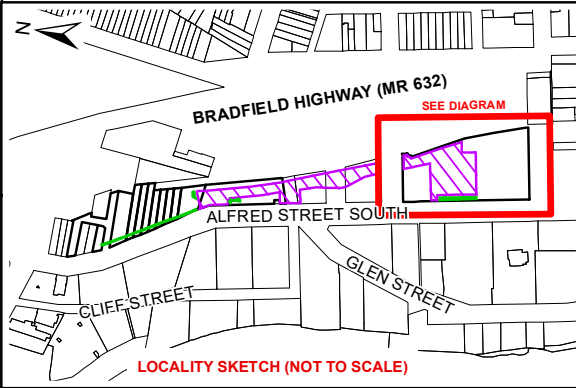 N
BRADFIELD HIGHWAY (MR 632)
SEE DIAGRAM
ALFRED STREET SOUTH
GLEN STREET
CLIFF STREET
LOCALITY SKETCH (NOT TO SCALE)